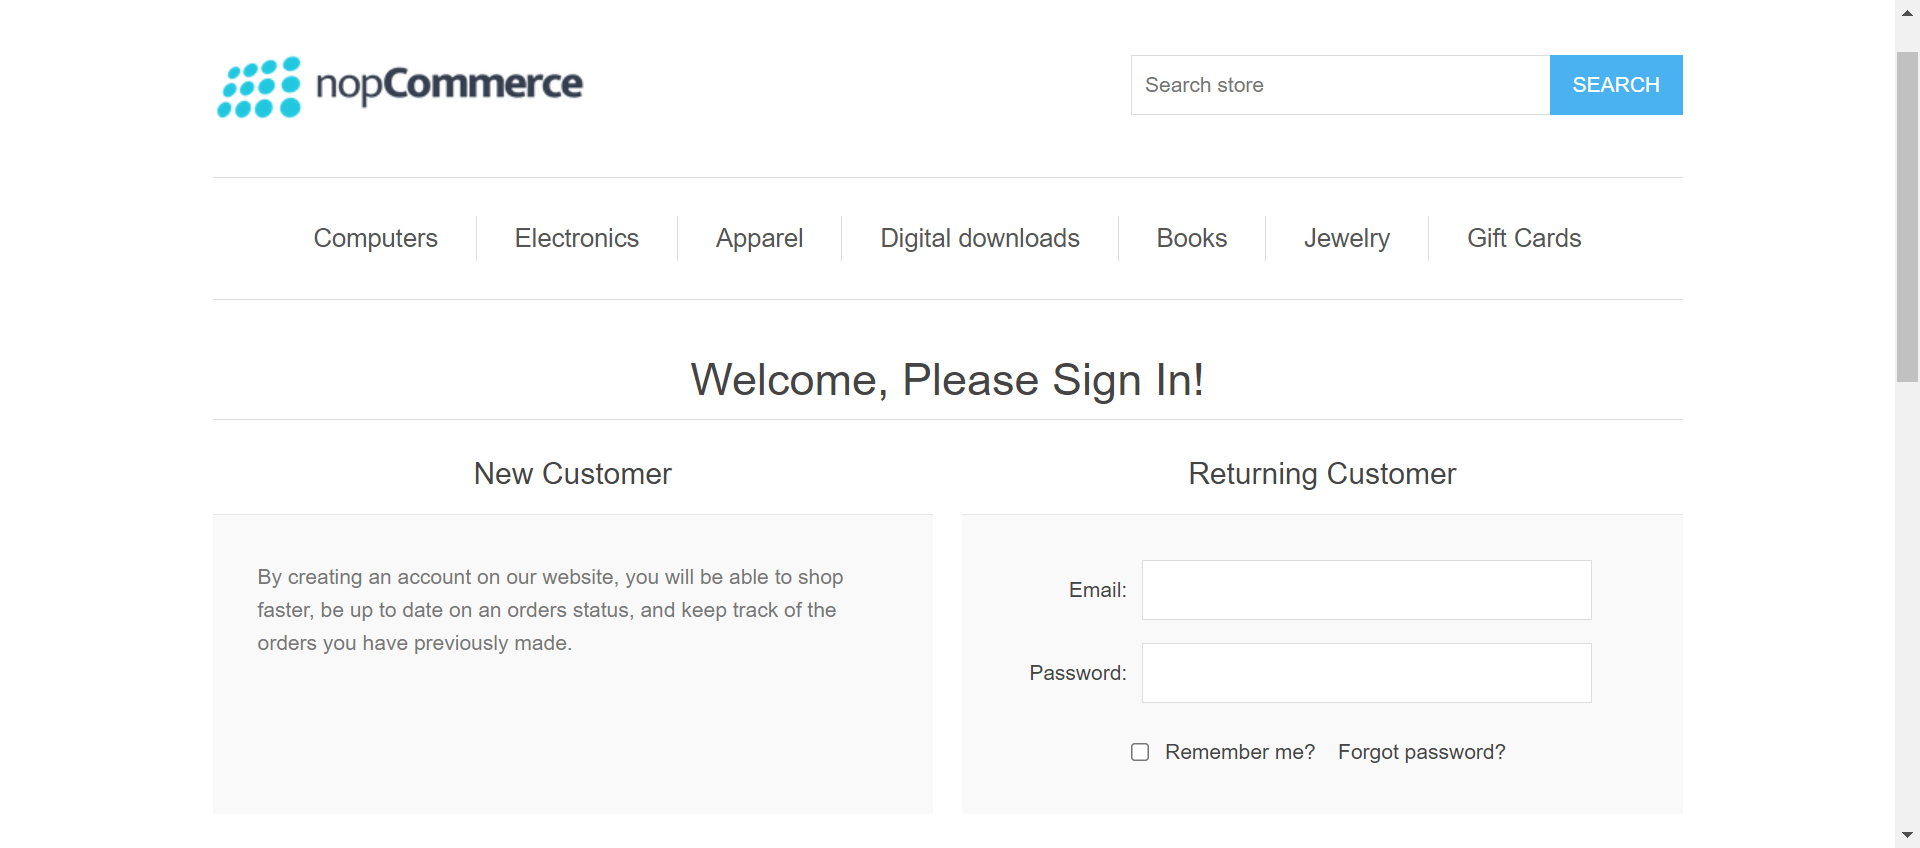 nopCommerce
Search store
SEARCH
Computers
Electronics
Apparel
Digital downloads
Books
Jewelry
Gift Cards
Welcome, Please Sign In!
New Customer
By creating an account on our website, you will be able to shop
faster, be up to date on an orders status, and keep track of the
orders you have previously made.
Returning Customer
Email:
Password:
Remember me?
Forgot password?